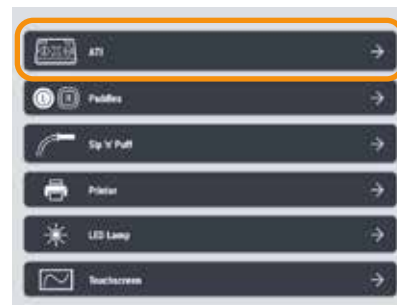 ATI
L R Paddles
Sip 'n' Puff
Printer
LED Lamp
Touchscreen